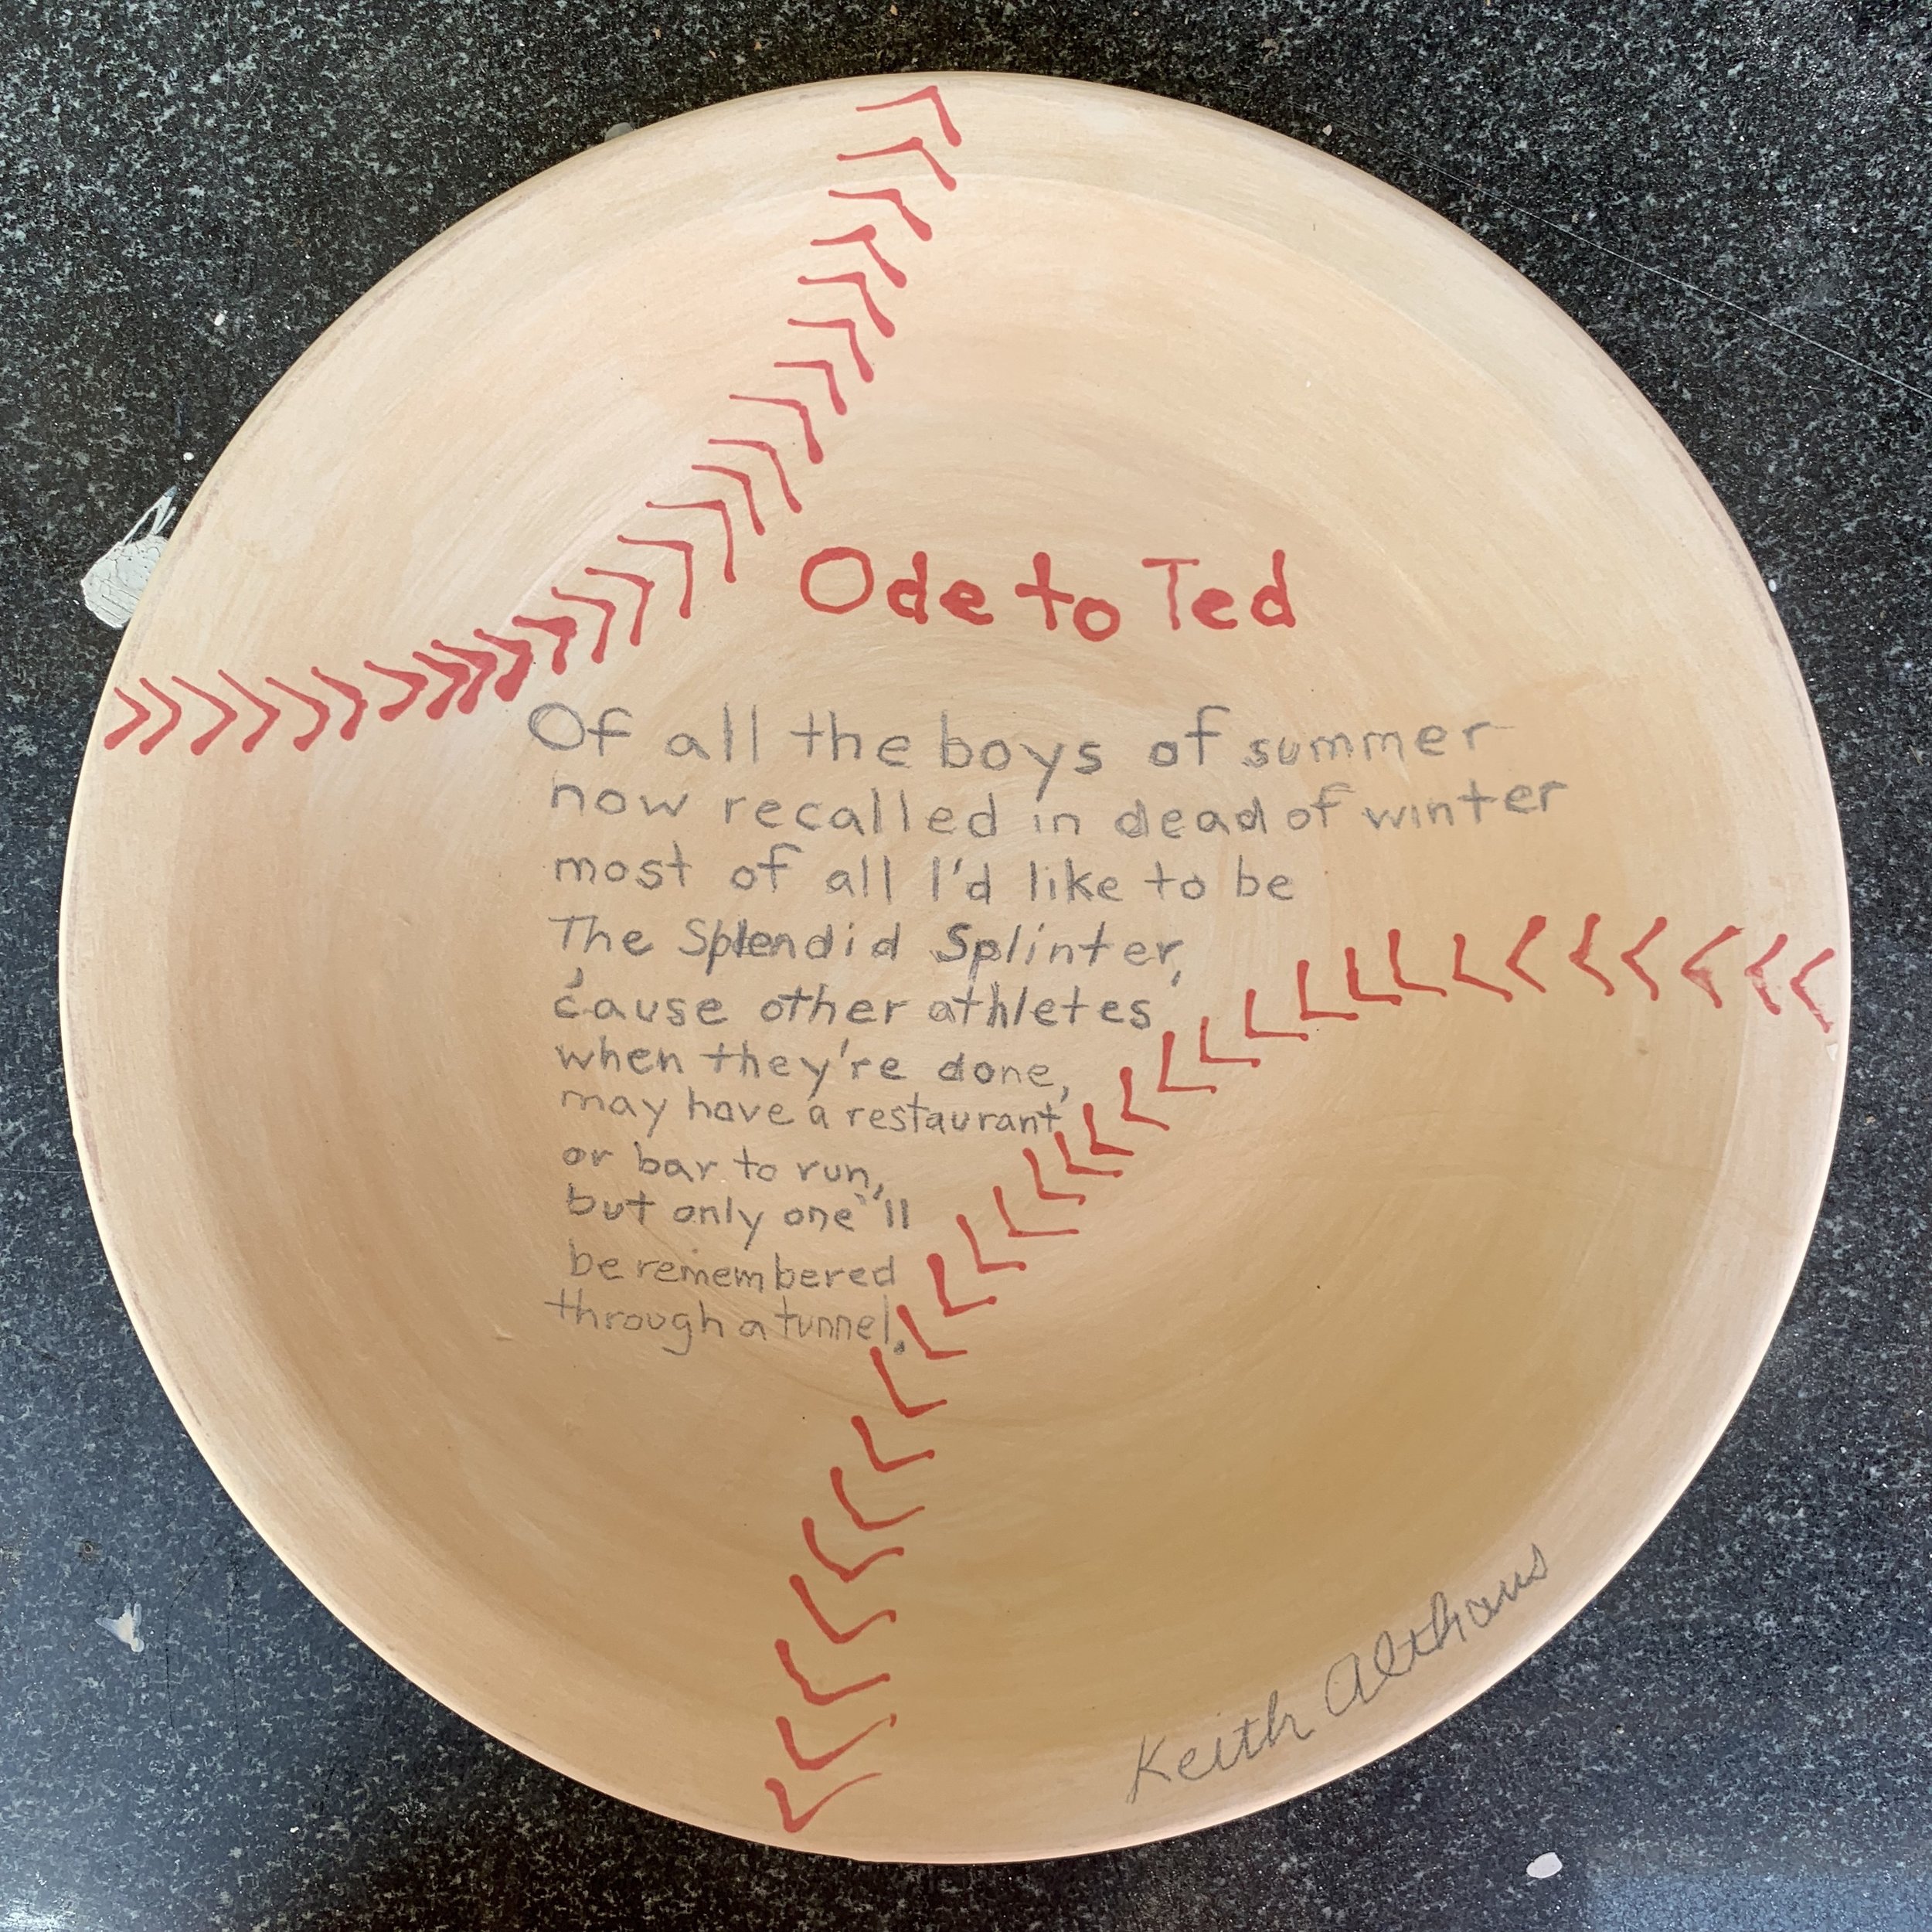 Ode to Ted
Of all the boys of summer
now recalled in dead of winter
most of all I'd like to be
The Splendid Splinter,
'cause other athletes
when they're done,
may have a restaurant
or bar to run,
but only one'll
be remembered
through a tunnel.
Keith Althaus